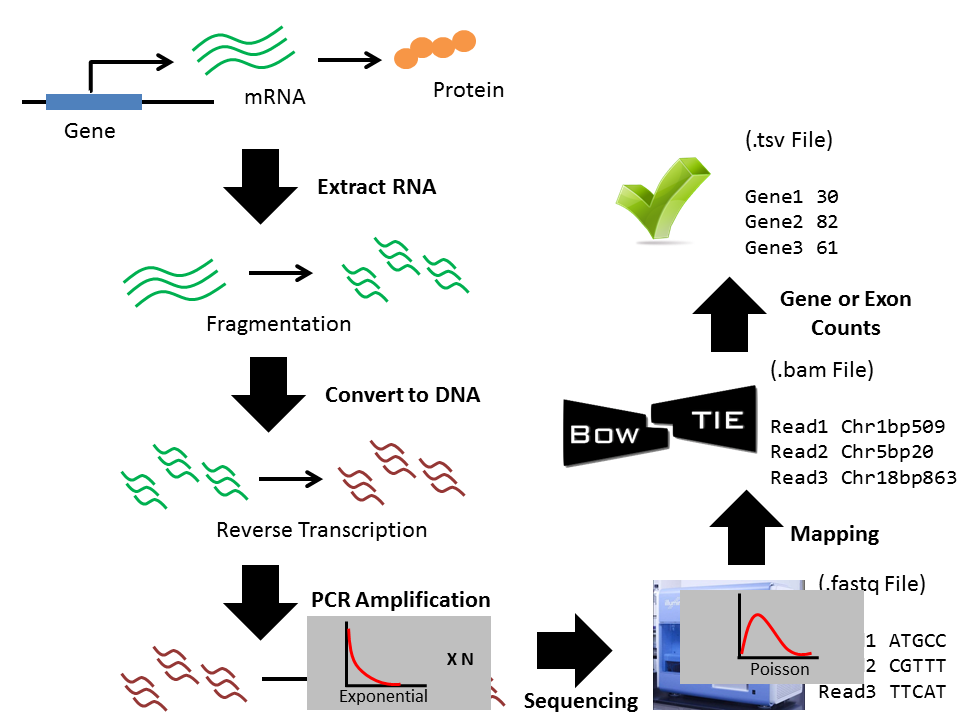 mRNA
Protein
Gene
Extract RNA
Fragmentation
Convert to DNA
Reverse Transcription
PCR Amplification
X N
Exponential
Sequencing
(.tsv File)
Gene1 30
Gene2 82
Gene3 61
Gene or Exon
Counts
(.bam File)
BOW TIE
Read1 Chr1bp509
Read2 Chr5bp20
Read3 Chr18bp863
Mapping
(.fastq File)
1 ATGCC
2 CGTTT
Read3 TTCAT
Poisson